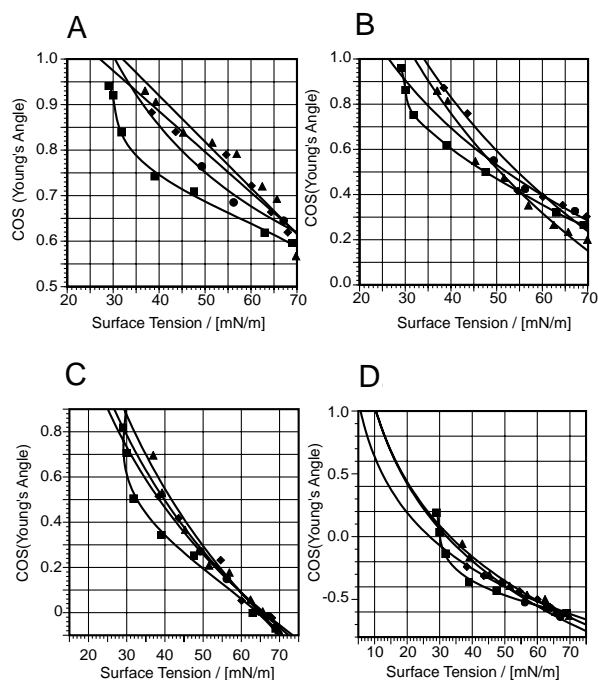 A
1.0
0.9
0.8
0.7
0.6
0.5
COS (Young's Angle)
20 30 40 50 60 70
Surface Tension / [mN/m]
B
1.0
0.8
0.6
0.4
0.2
0.0
COS(Young's Angle)
20 30 40 50 60 70
Surface Tension / [mN/m]
C
0.8
0.6
0.4
0.2
0
COS(Young's Angle)
20 30 40 50 60 70
Surface Tension / [mN/m]
D
1.0
0.5
0.0
-0.5
COS(Young's Angle)
10 20 30 40 50 60 70
Surface Tension / [mN/m]